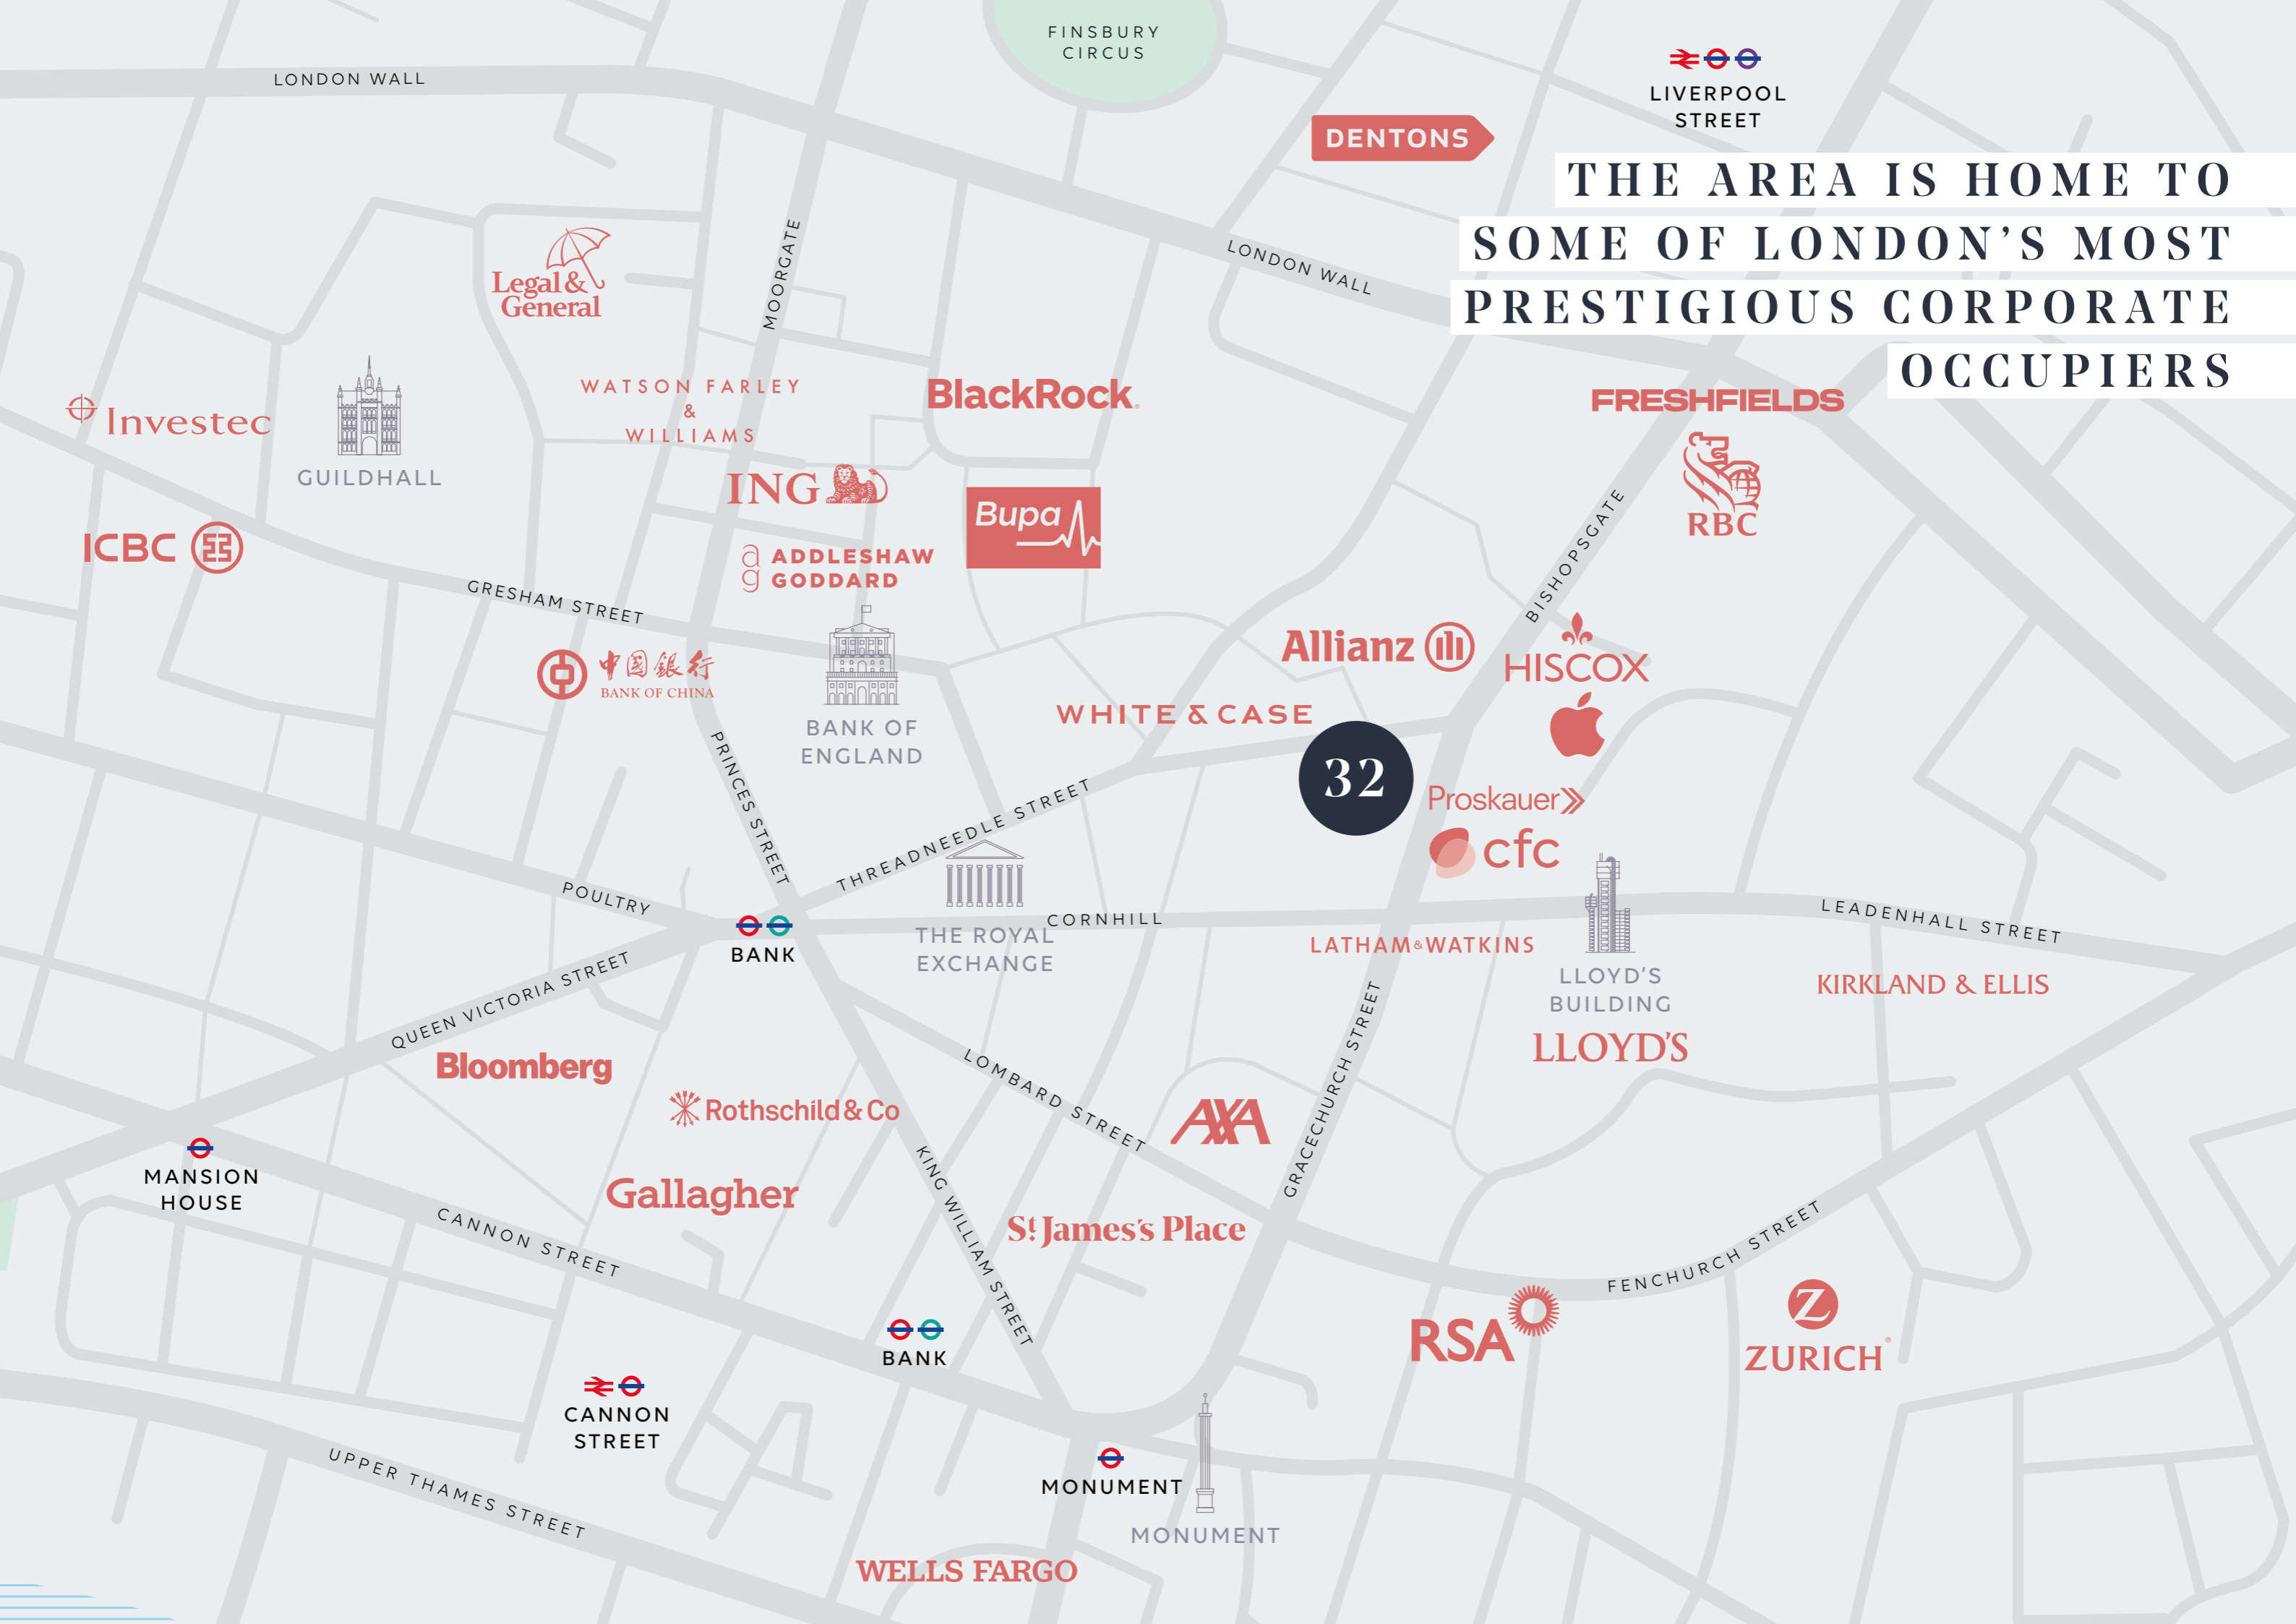 FINSBURY
CIRCUS
LONDON WALL
LIVERPOOL
STREET
DENTONS
THE AREA IS HOME TO
SOME OF LONDON’S MOST
PRESTIGIOUS CORPORATE
OCCUPIERS
Legal &
General
MOORGATE
LONDON WALL
WATSON FARLEY
&
WILLIAMS
BlackRock.
FRESHFIELDS
Investec
GUILDHALL
ING
RBC
Bupa
BISHOPSGATE
ICBC
ag ADDLESHAW
GODDARD
GRESHAM STREET
Allianz
HISCOX
中国銀行
BANK OF CHINA
WHITE & CASE
BANK OF
ENGLAND
PRINCES STREET
32
THREADNEEDLE STREET
Proskauer
cfc
POULTRY
CORNHILL
LEADENHALL STREET
BANK
THE ROYAL
EXCHANGE
LATHAM&WATKINS
LLOYD’S
BUILDING
KIRKLAND & ELLIS
QUEEN VICTORIA STREET
LLOYD’S
Bloomberg
LOMBARD STREET
GRACECHURCH STREET
Rothschild & Co
AXA
MANSION
HOUSE
Gallagher
KING WILLIAM STREET
St James’s Place
CANNON STREET
FENCHURCH STREET
RSA
Z
ZURICH
BANK
CANNON
STREET
MONUMENT
MONUMENT
UPPER THAMES STREET
WELLS FARGO